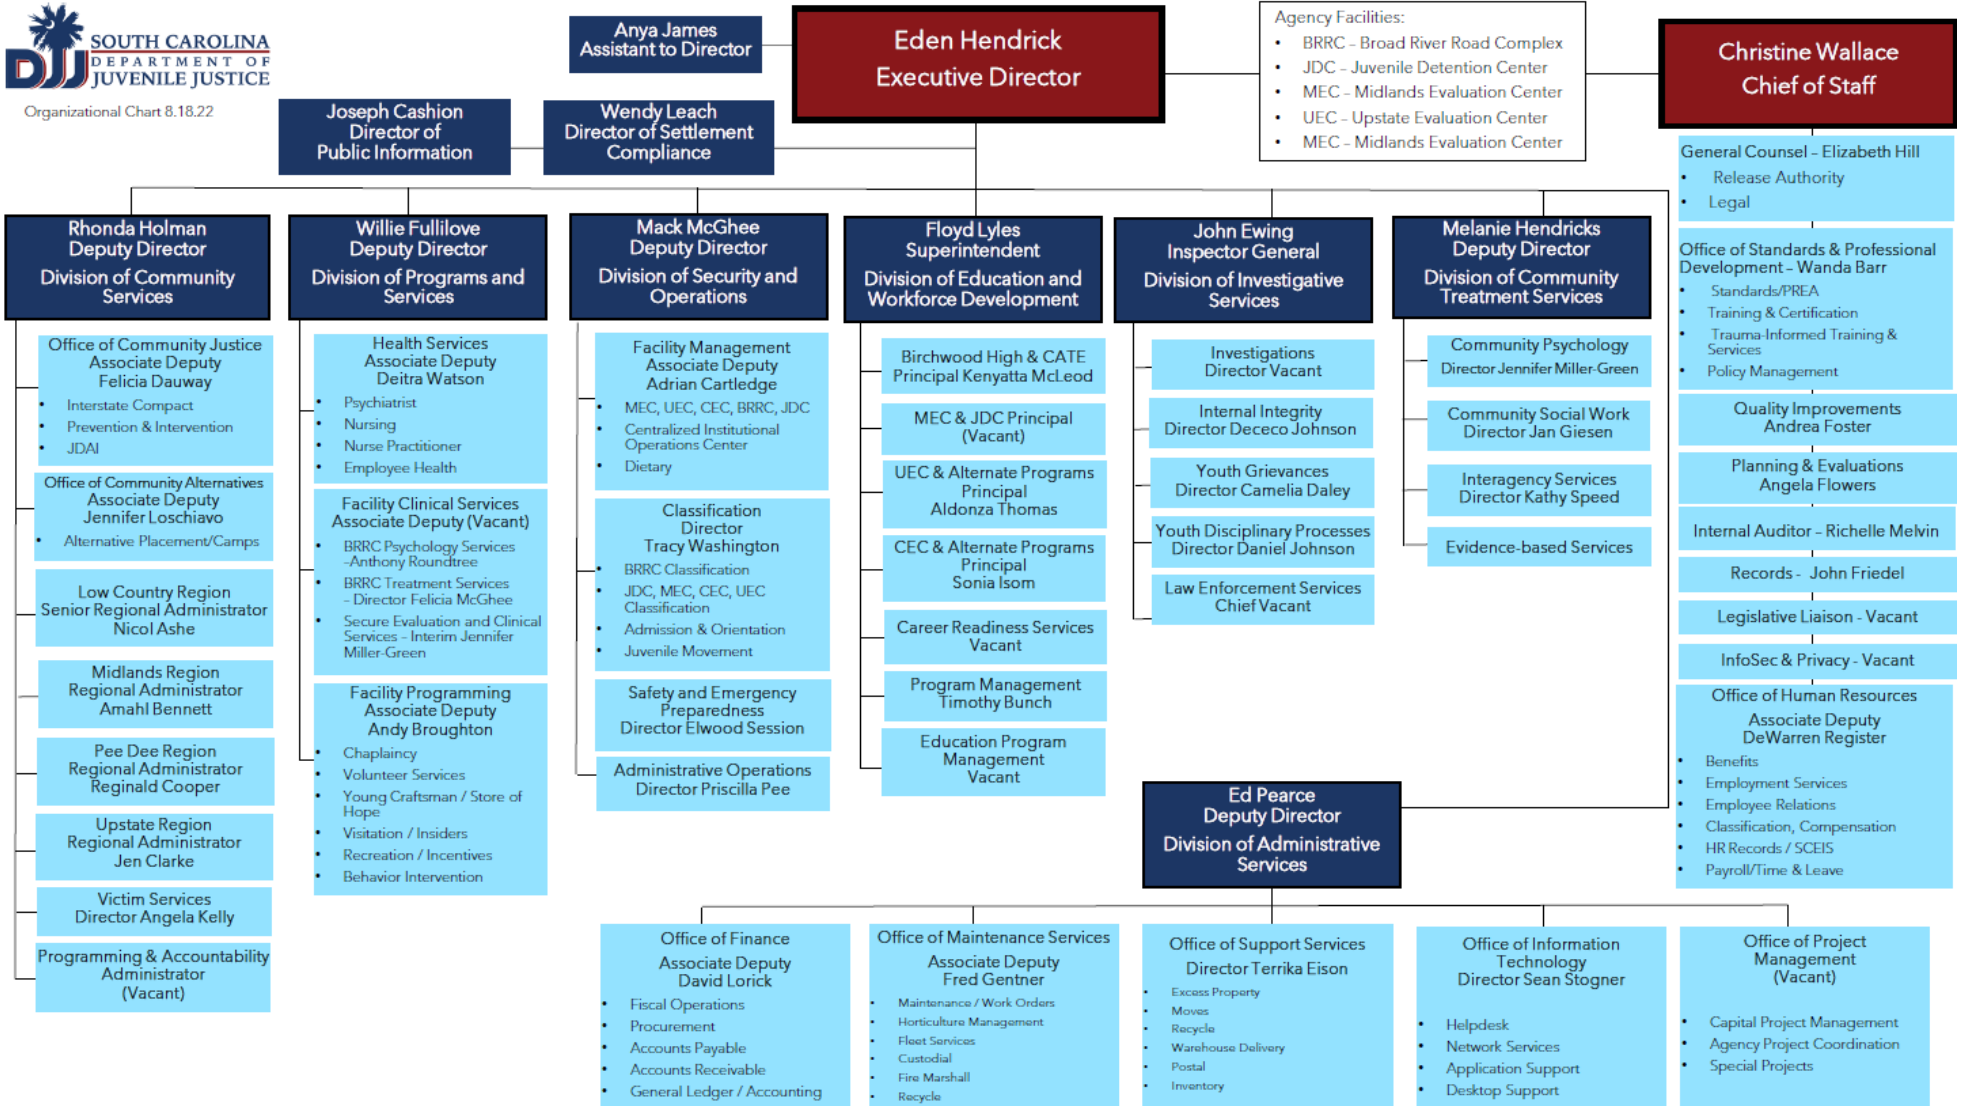 SOUTH CAROLINA
DEPARTMENT OF
JUVENILE JUSTICE
DJJ
Organizational Chart 8.18.22
Anya James
Assistant to Director
Eden Hendrick
Executive Director
Agency Facilities:
• BRRC – Broad River Road Complex
• JDC – Juvenile Detention Center
• MEC – Midlands Evaluation Center
• UEC – Upstate Evaluation Center
• MEC – Midlands Evaluation Center
Christine Wallace
Chief of Staff
Joseph Cashion
Director of
Public Information
Wendy Leach
Director of Settlement
Compliance
Rhonda Holman
Deputy Director
Division of Community
Services
Office of Community Justice
Associate Deputy
Felicia Dauway
• Interstate Compact
• Prevention & Intervention
• JDAI
Office of Community Alternatives
Associate Deputy
Jennifer Loschiavo
• Alternative Placement/Camps
Low Country Region
Senior Regional Administrator
Nicol Ashe
Midlands Region
Regional Administrator
Amahl Bennett
Pee Dee Region
Regional Administrator
Reginald Cooper
Upstate Region
Regional Administrator
Jen Clarke
Victim Services
Director Angela Kelly
Programming & Accountability
Administrator
(Vacant)
Willie Fullilove
Deputy Director
Division of Programs and
Services
Health Services
Associate Deputy
Deitra Watson
• Psychiatrist
• Nursing
• Nurse Practitioner
• Employee Health
Facility Clinical Services
Associate Deputy (Vacant)
• BRRC Psychology Services
–Anthony Roundtree
• BRRC Treatment Services
– Director Felicia McGhee
• Secure Evaluation and Clinical
Services – Interim Jennifer
Miller-Green
Facility Programming
Associate Deputy
Andy Broughton
• Chaplaincy
• Volunteer Services
• Young Craftsman / Store of
Hope
• Visitation / Insiders
• Recreation / Incentives
• Behavior Intervention
Mack McGhee
Deputy Director
Division of Security and
Operations
Facility Management
Associate Deputy
Adrian Cartledge
• MEC, UEC, CEC, BRRC, JDC
• Centralized Institutional
Operations Center
• Dietary
Classification
Director
Tracy Washington
• BRRC Classification
• JDC, MEC, CEC, UEC
Classification
• Admission & Orientation
• Juvenile Movement
Safety and Emergency
Preparedness
Director Elwood Session
Administrative Operations
Director Priscilla Pee
Floyd Lyles
Superintendent
Division of Education and
Workforce Development
Birchwood High & CATE
Principal Kenyatta McLeod
MEC & JDC Principal
(Vacant)
UEC & Alternate Programs
Principal
Aldonza Thomas
CEC & Alternate Programs
Principal
Sonia Isom
Career Readiness Services
Vacant
Program Management
Timothy Bunch
Education Program
Management
Vacant
John Ewing
Inspector General
Division of Investigative
Services
Investigations
Director Vacant
Internal Integrity
Director Dececo Johnson
Youth Grievances
Director Camelia Daley
Youth Disciplinary Processes
Director Daniel Johnson
Law Enforcement Services
Chief Vacant
Melanie Hendricks
Deputy Director
Division of Community
Treatment Services
Community Psychology
Director Jennifer Miller-Green
Community Social Work
Director Jan Giesen
Interagency Services
Director Kathy Speed
Evidence-based Services
General Counsel – Elizabeth Hill
• Release Authority
• Legal
Office of Standards & Professional
Development – Wanda Barr
• Standards/PREA
• Training & Certification
• Trauma-Informed Training &
Services
• Policy Management
Quality Improvements
Andrea Foster
Planning & Evaluations
Angela Flowers
Internal Auditor – Richelle Melvin
Records - John Friedel
Legislative Liaison - Vacant
InfoSec & Privacy - Vacant
Office of Human Resources
Associate Deputy
DeWarren Register
• Benefits
• Employment Services
• Employee Relations
• Classification, Compensation
• HR Records / SCEIS
• Payroll/Time & Leave
Ed Pearce
Deputy Director
Division of Administrative
Services
Office of Finance
Associate Deputy
David Lorick
• Fiscal Operations
• Procurement
• Accounts Payable
• Accounts Receivable
• General Ledger / Accounting
Office of Maintenance Services
Associate Deputy
Fred Gentner
• Maintenance / Work Orders
• Horticulture Management
• Fleet Services
• Custodial
• Fire Marshall
• Recycle
Office of Support Services
Director Terrika Eison
• Excess Property
• Moves
• Recycle
• Warehouse Delivery
• Postal
• Inventory
Office of Information
Technology
Director Sean Stogner
• Helpdesk
• Network Services
• Application Support
• Desktop Support
Office of Project
Management
(Vacant)
• Capital Project Management
• Agency Project Coordination
• Special Projects